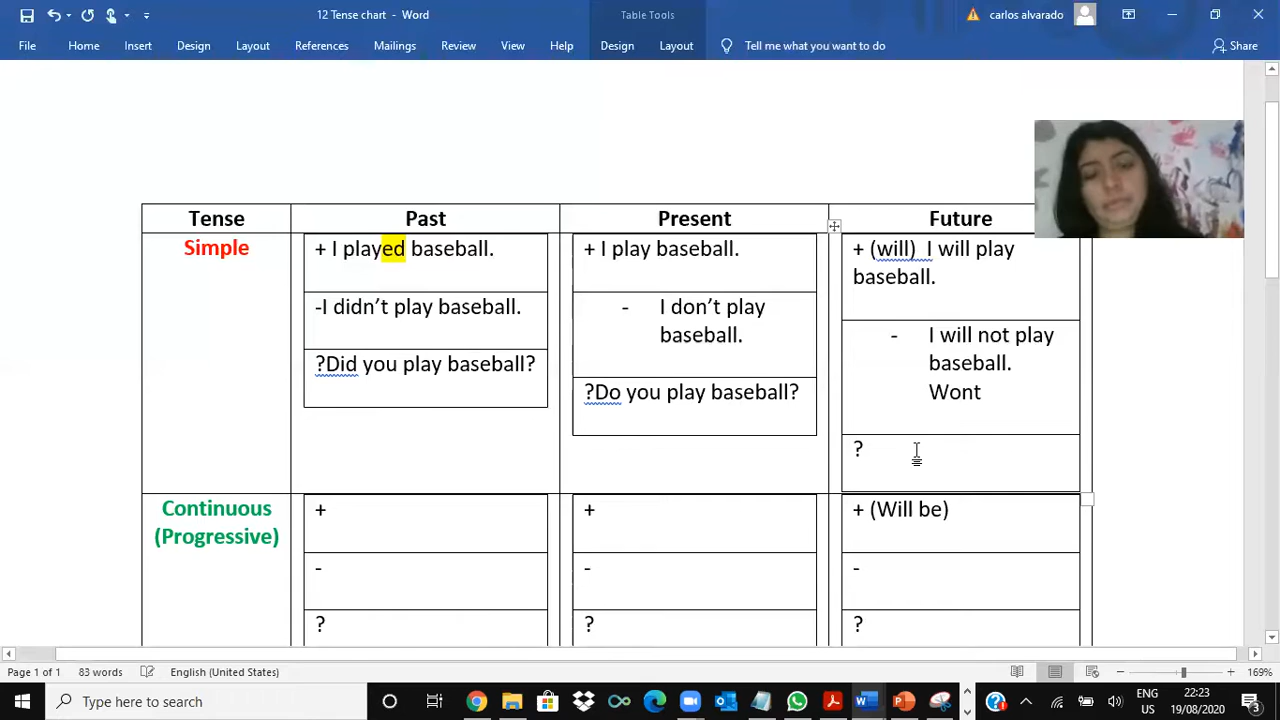 12 Tense chart - Word
Table Tools
carlos alvarado
File Home Insert Design Layout References Mailings Review View Help Design Layout Tell me what you want to do Share
Tense Past Present Future
Simple
+ I played baseball.
-I didn't play baseball.
?Did you play baseball?
+ I play baseball.
- I don't play
baseball.
?Do you play baseball?
+ (will) I will play
baseball.
- I will not play
baseball.
Wont
?
Continuous
(Progressive)
+
-
?
+
-
?
+ (Will be)
-
?
Page 1 of 1 83 words English (United States) 169%
Type here to search
ENG
US
22:23
19/08/2020
3